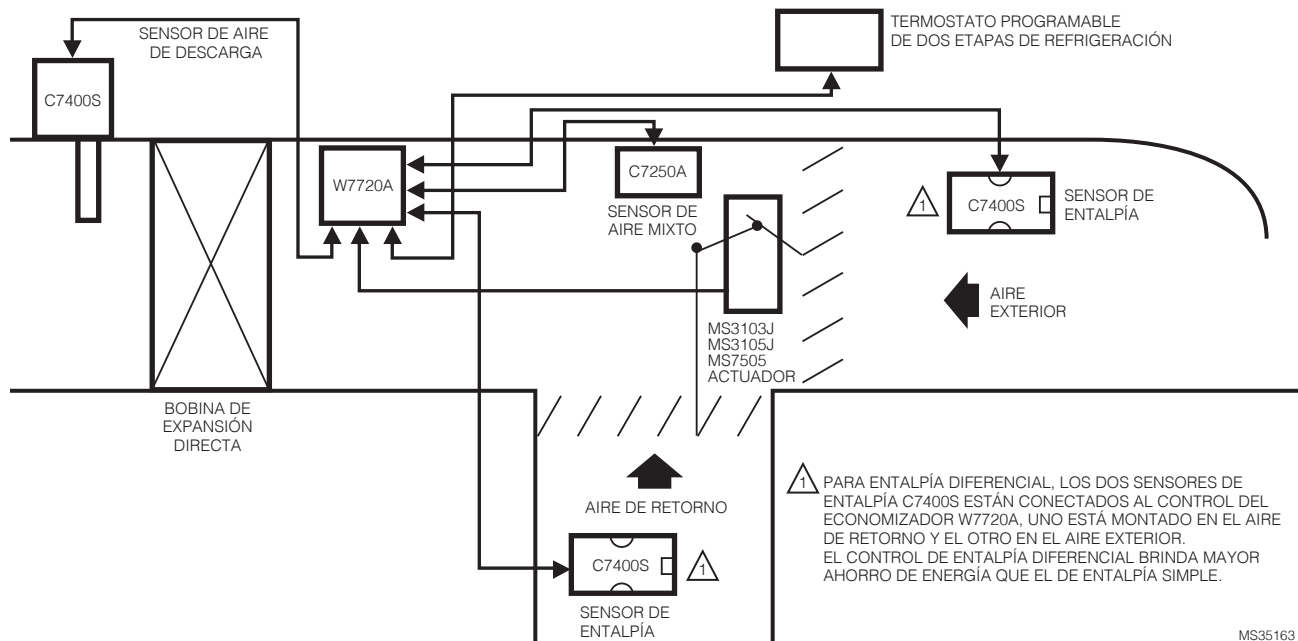 SENSOR DE AIRE
DE DESCARGA
TERMOSTATO PROGRAMABLE
DE DOS ETAPAS DE REFRIGERACIÓN
C7400S
W7720A
C7250A
SENSOR DE
AIRE MIXTO
1
C7400S
SENSOR DE
ENTALPÍA
AIRE
EXTERIOR
MS3103J
MS3105J
MS7505
ACTUADOR
BOBINA DE
EXPANSIÓN
DIRECTA
AIRE DE RETORNO
C7400S
1
SENSOR DE
ENTALPÍA
1
PARA ENTALPÍA DIFERENCIAL, LOS DOS SENSORES DE
ENTALPÍA C7400S ESTÁN CONECTADOS AL CONTROL DEL
ECONOMIZADOR W7720A, UNO ESTÁ MONTADO EN EL AIRE
DE RETORNO Y EL OTRO EN EL AIRE EXTERIOR.
EL CONTROL DE ENTALPÍA DIFERENCIAL BRINDA MAYOR
AHORRO DE ENERGÍA QUE EL DE ENTALPÍA SIMPLE.
MS35163